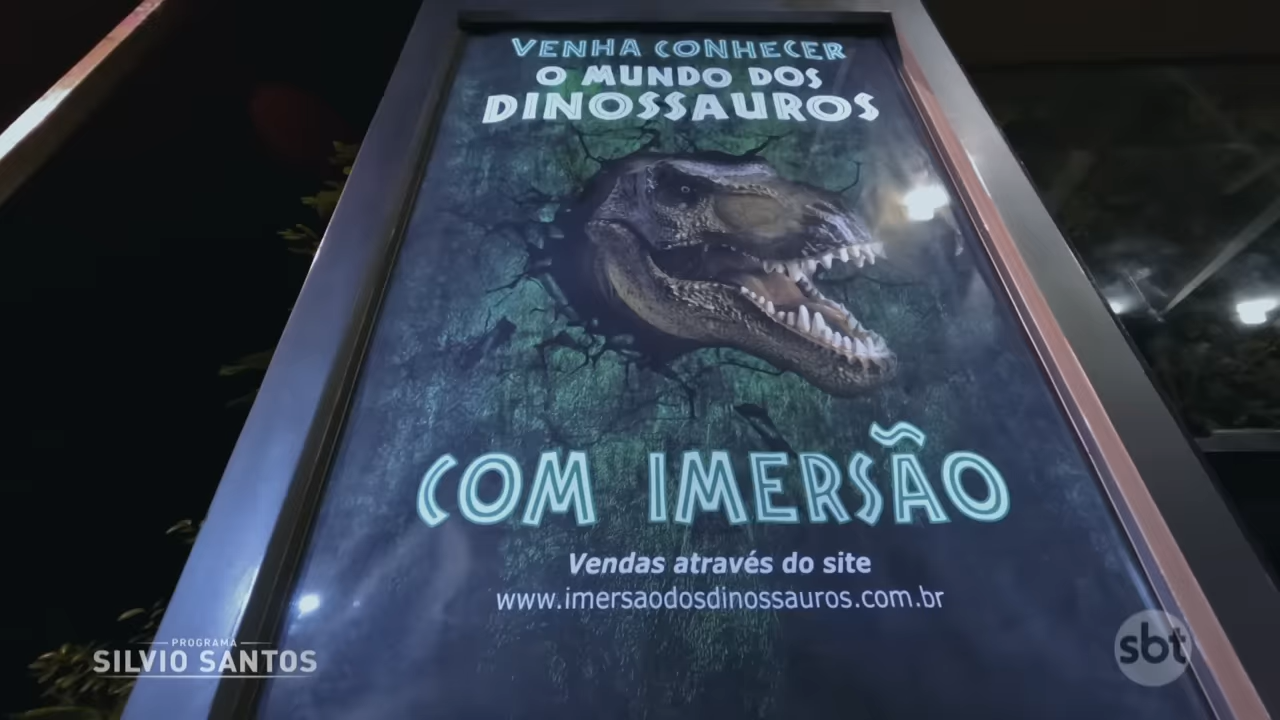 VENHA CONHECER
O MUNDO DOS
DINOSSAUROS
COM IMERSÃO
Vendas através do site
www.imersaodosdinossauros.com.br
PROGRAMA
SILVIO SANTOS
sbt